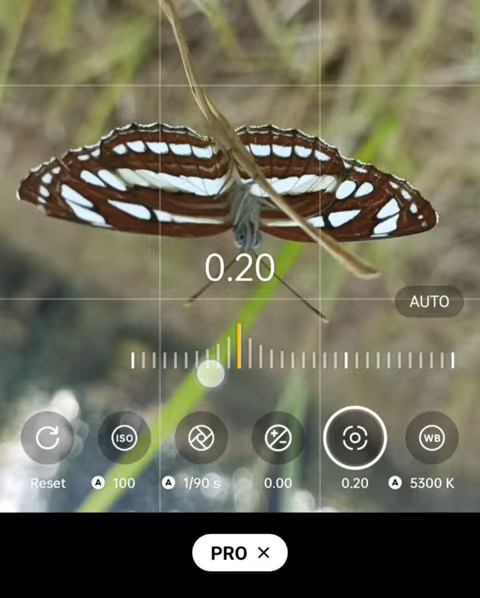 0.20
AUTO
ISO
WB
Reset
A 100
A 1/90 s
0.00
0.20
A 5300 K
PRO ×